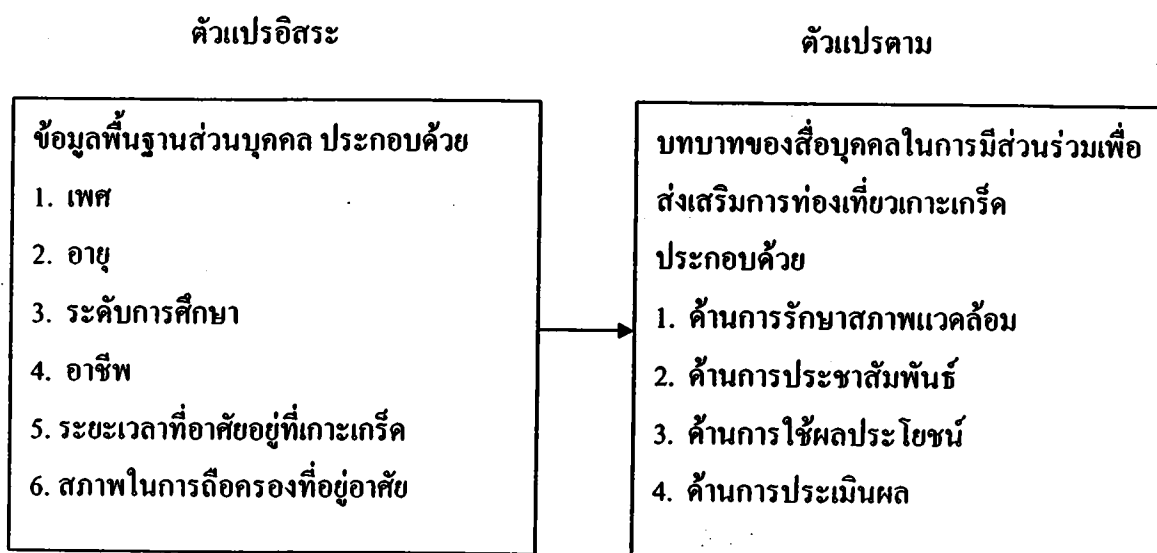 ตัวแปรอิสระ
ตัวแปรตาม
ข้อมูลพื้นฐานส่วนบุคคล ประกอบด้วย
1. เพศ
2. อายุ
3. ระดับการศึกษา
4. อาชีพ
5. ระยะเวลาที่อาศัยอยู่ที่เกาะเกร็ด
6. สภาพในการถือครองที่อยู่อาศัย
บทบาทของสื่อบุคคลในการมีส่วนร่วมเพื่อ
ส่งเสริมการท่องเที่ยวเกาะเกร็ด
ประกอบด้วย
1. ด้านการรักษาสภาพแวดล้อม
2. ด้านการประชาสัมพันธ์
3. ด้านการใช้ผลประโยชน์
4. ด้านการประเมินผล